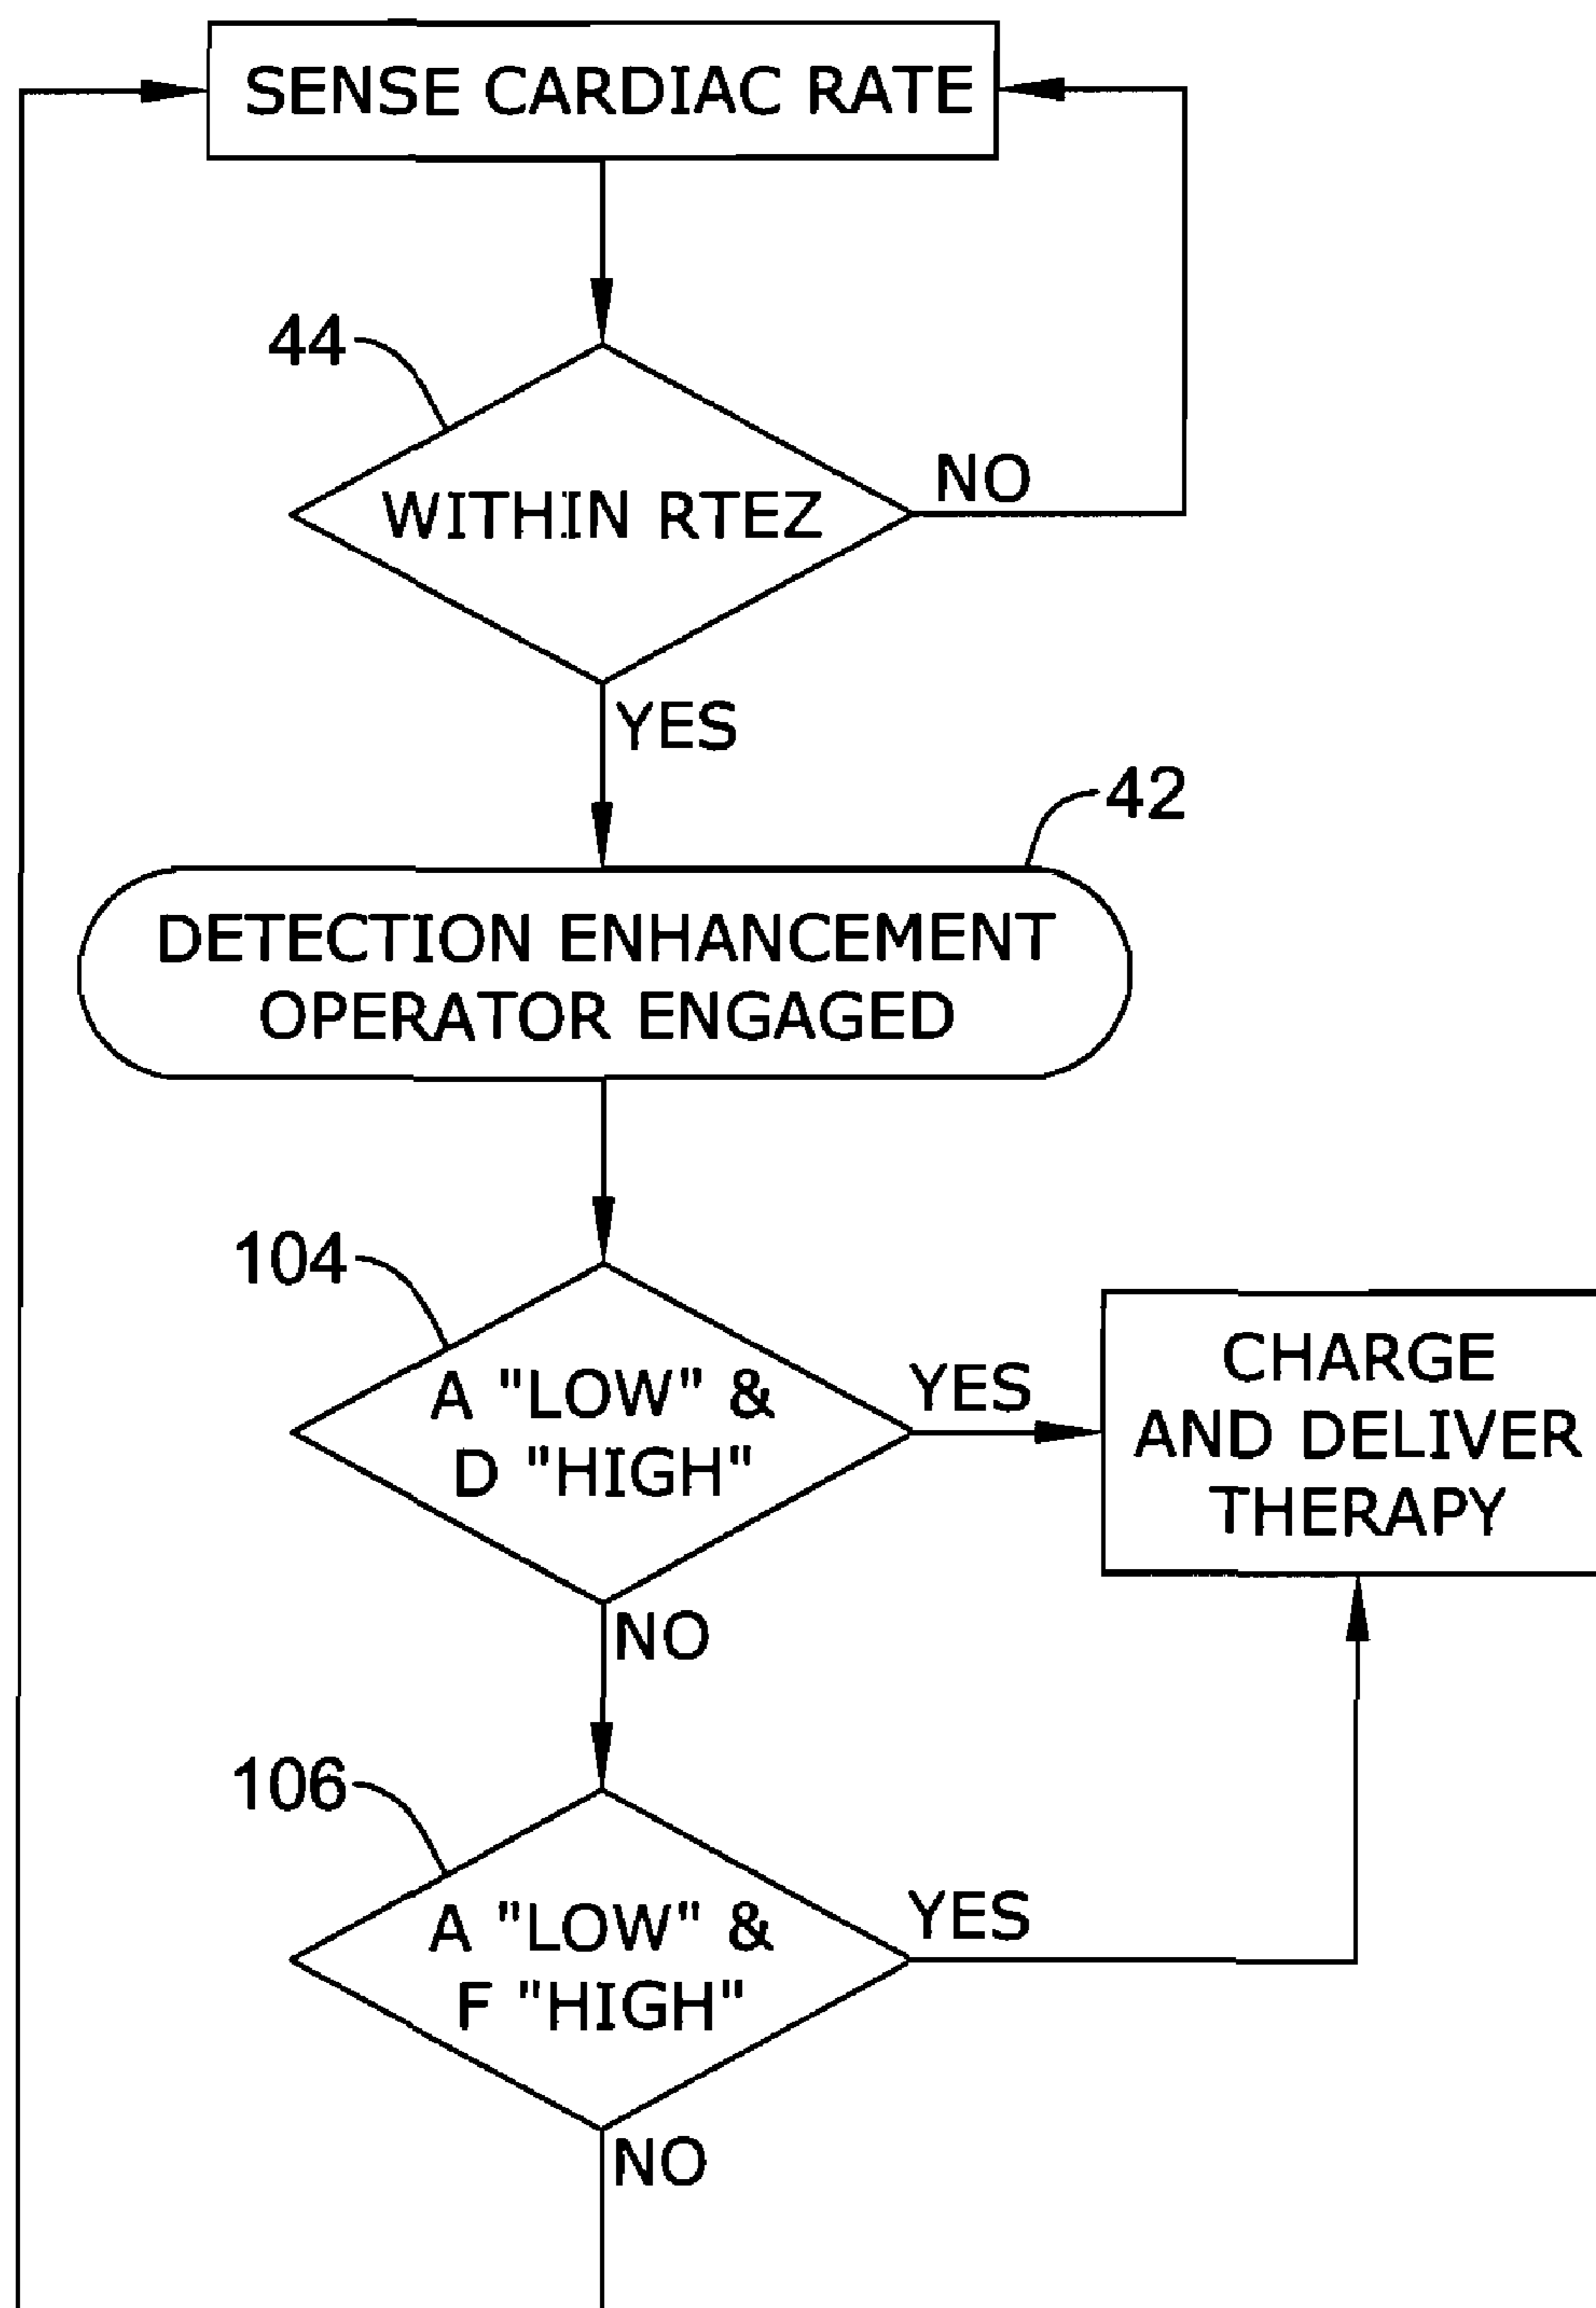 SENSE CARDIAC RATE
44
WITHIN RTEZ
NO
YES
42
DETECTION ENHANCEMENT
OPERATOR ENGAGED
104
A "LOW" &
D "HIGH"
YES
CHARGE
AND DELIVER
THERAPY
NO
106
A "LOW" &
F "HIGH"
YES
NO